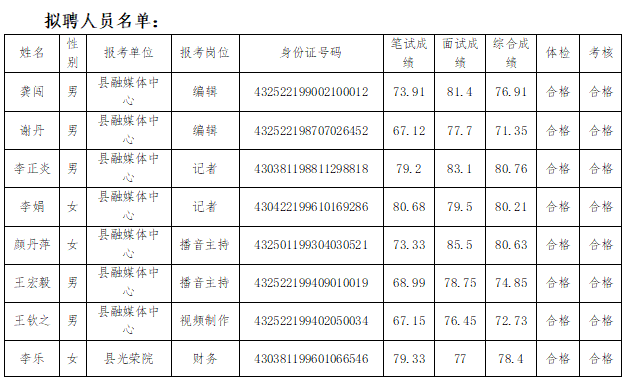 拟聘人员名单：
姓名 性别 报考单位 报考岗位 身份证号码 笔试成绩 面试成绩 综合成绩 体检 考核
龚闯 男 县融媒体中心 编辑 432522199002100012 73.91 81.4 76.91 合格 合格
谢丹 男 县融媒体中心 编辑 432522198707026452 67.12 77.7 71.35 合格 合格
李正炎 男 县融媒体中心 记者 430381198811298818 79.2 83.1 80.76 合格 合格
李娟 女 县融媒体中心 记者 430422199610169286 80.68 79.5 80.21 合格 合格
颜丹萍 女 县融媒体中心 播音主持 432501199304030521 73.33 85.5 80.63 合格 合格
王宏毅 男 县融媒体中心 播音主持 432522199409010019 68.99 78.75 74.85 合格 合格
王钦之 男 县融媒体中心 视频制作 432522199402050034 67.15 76.45 72.73 合格 合格
李乐 女 县光荣院 财务 430381199601066546 79.33 77 78.4 合格 合格